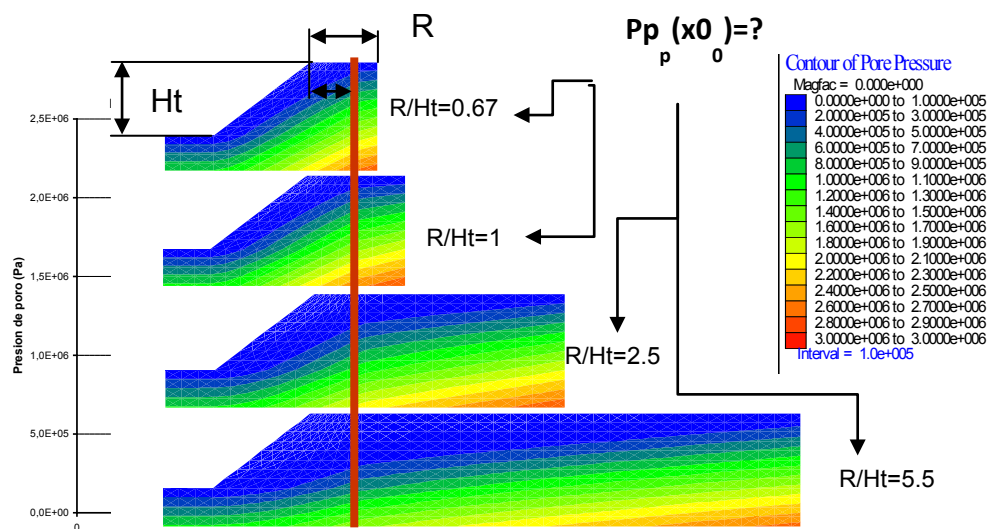 R
Pp (x0 )=?
p 0
Ht
R/Ht=0.67
R/Ht=1
R/Ht=2.5
R/Ht=5.5
Presion de poro (Pa)
2,5E+06
2,0E+06
1,5E+06
1,0E+06
5,0E+05
0,0E+00
0
Contour of Pore Pressure
Magfac = 0.000e+000
0.0000e+000 to 1.0000e+005
2.0000e+005 to 3.0000e+005
4.0000e+005 to 5.0000e+005
6.0000e+005 to 7.0000e+005
8.0000e+005 to 9.0000e+005
1.0000e+006 to 1.1000e+006
1.2000e+006 to 1.3000e+006
1.4000e+006 to 1.5000e+006
1.6000e+006 to 1.7000e+006
1.8000e+006 to 1.9000e+006
2.0000e+006 to 2.1000e+006
2.2000e+006 to 2.3000e+006
2.4000e+006 to 2.5000e+006
2.6000e+006 to 2.7000e+006
2.8000e+006 to 2.9000e+006
3.0000e+006 to 3.0000e+006
Interval = 1.0e+005